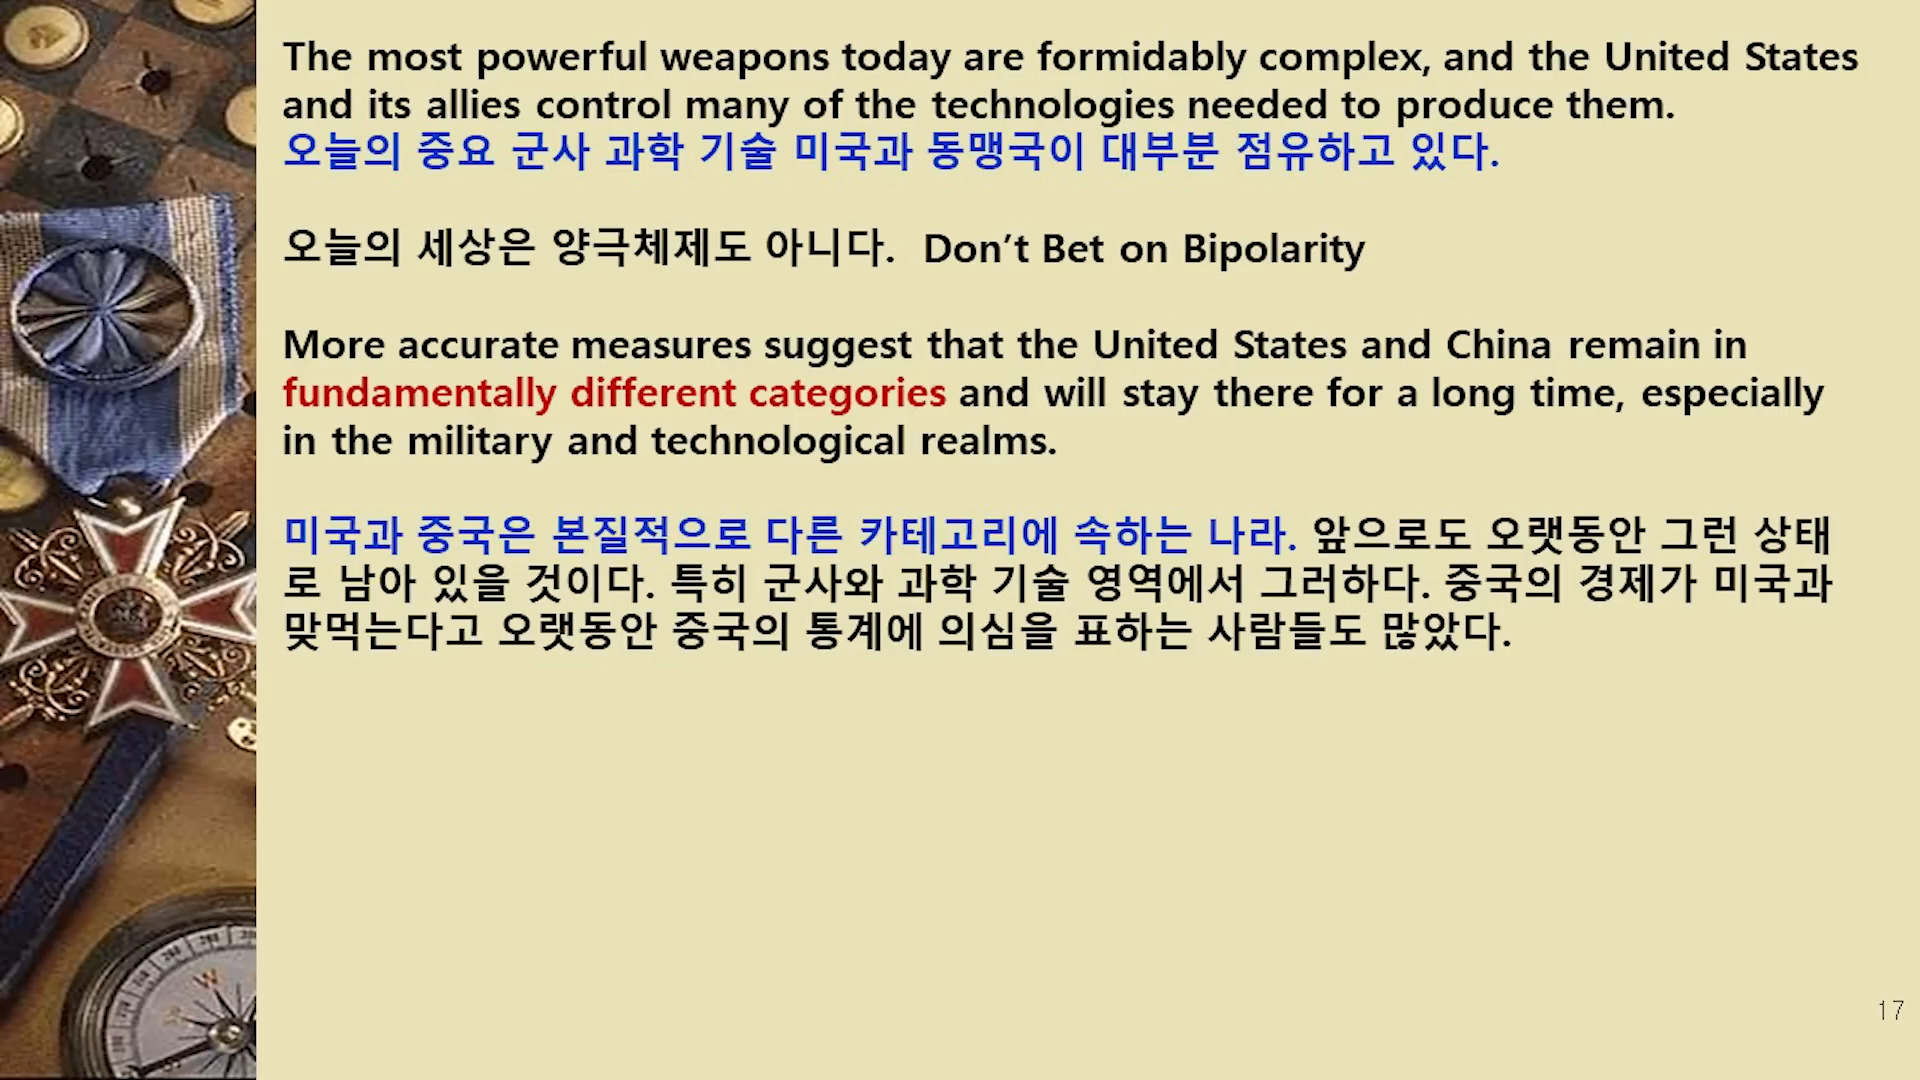 The most powerful weapons today are formidably complex, and the United States
and its allies control many of the technologies needed to produce them.
오늘의 중요 군사 과학 기술 미국과 동맹국이 대부분 점유하고 있다.
오늘의 세상은 양극체제도 아니다. Don’t Bet on Bipolarity
More accurate measures suggest that the United States and China remain in
fundamentally different categories and will stay there for a long time, especially
in the military and technological realms.
미국과 중국은 본질적으로 다른 카테고리에 속하는 나라. 앞으로도 오랫동안 그런 상태
로 남아 있을 것이다. 특히 군사와 과학 기술 영역에서 그러하다. 중국의 경제가 미국과
맞먹는다고 오랫동안 중국의 통계에 의심을 표하는 사람들도 많았다.
17